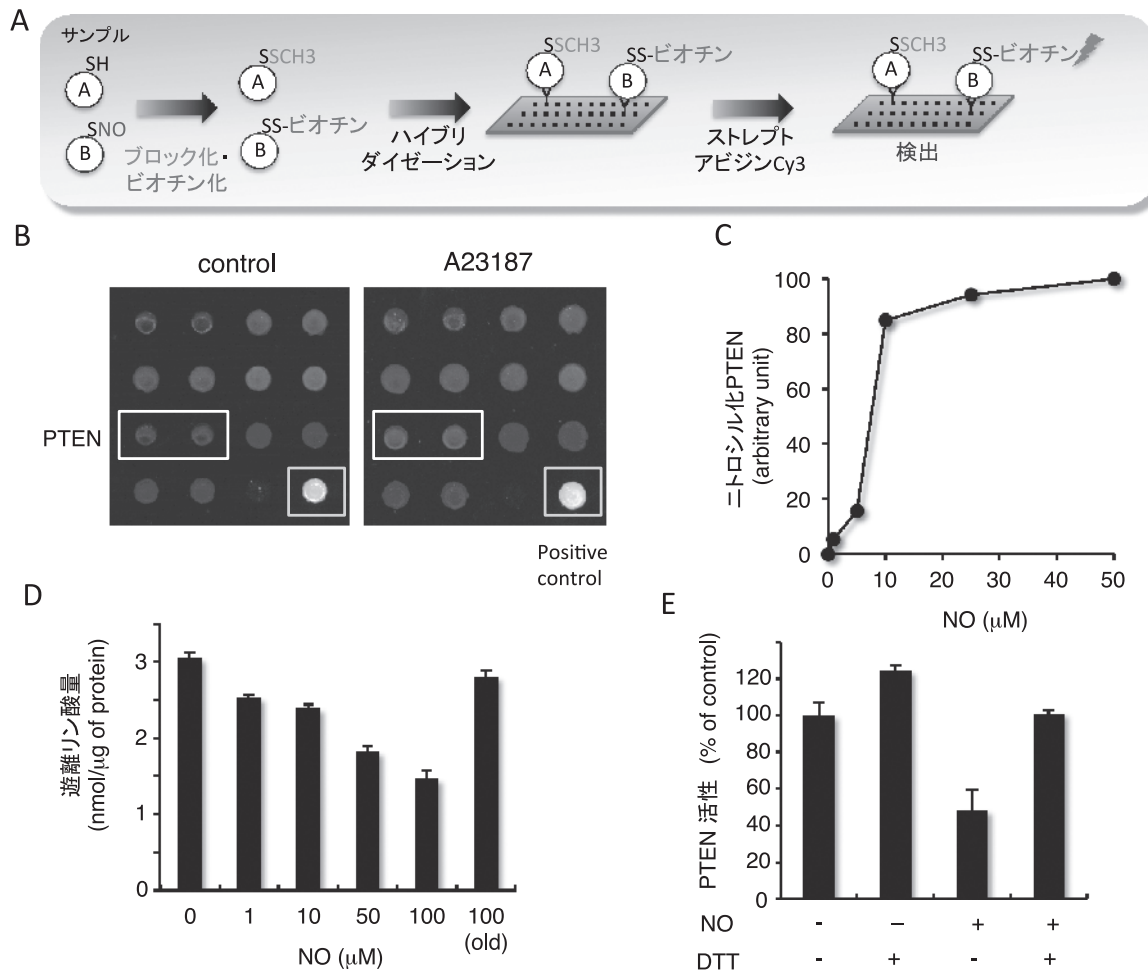 A
サンプル
SH
A
SNO
B
ブロック化・
ビオチン化
SSCH3
A
SS-ビオチン
B
ハイブリ
ダイゼーション
SSCH3
A
SS-ビオチン
B
ストレプト
アビジンCy3
SSCH3
A
SS-ビオチン
B
検出
B
control
A23187
PTEN
Positive
control
C
ニトロシル化PTEN
(arbitrary unit)
100
80
60
40
20
0
0 10 20 30 40 50
NO (μM)
D
遊離リン酸量
(nmol/μg of protein)
3
2
1
0
0 1 10 50 100 100
(old)
NO (μM)
E
PTEN 活性 (% of control)
120
100
80
60
40
20
0
NO - – + +
DTT - + - +